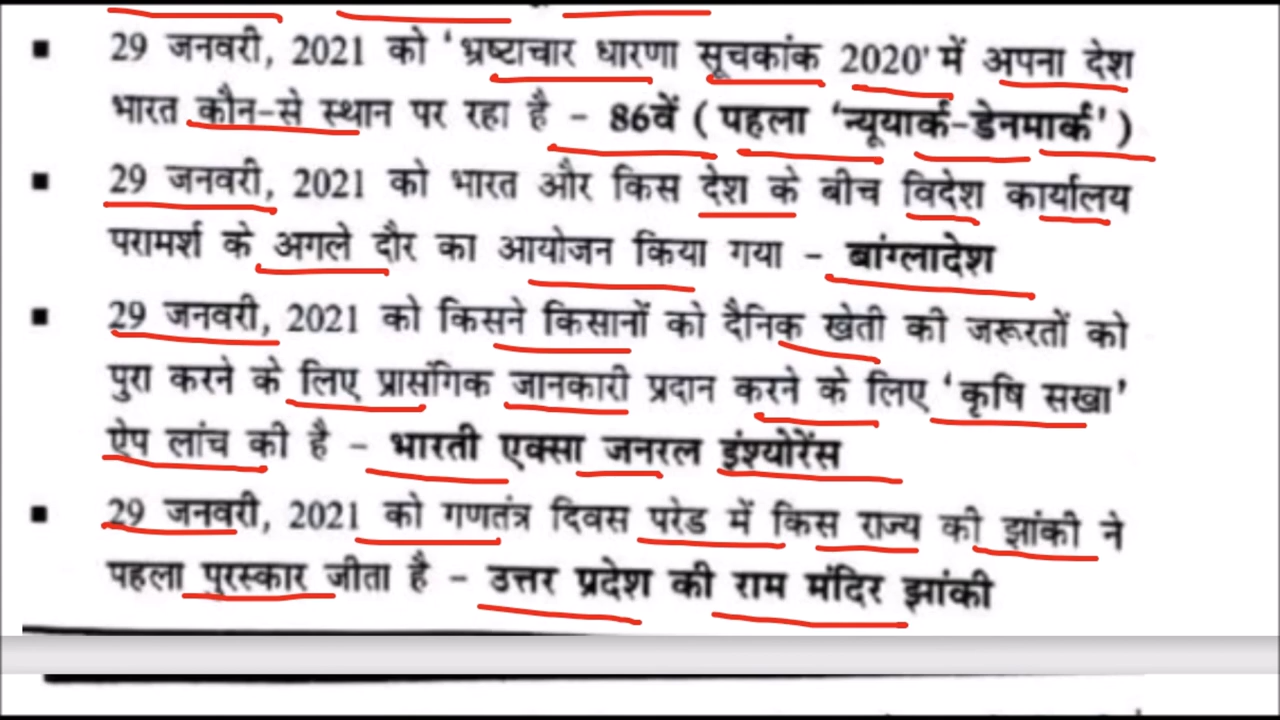 ▪ 29 जनवरी, 2021 को 'भ्रष्टाचार धारणा सूचकांक 2020' में अपना देश
भारत कौन-से स्थान पर रहा है - 86वें ( पहला 'न्यूयार्क-डेनमार्क' )
▪ 29 जनवरी, 2021 को भारत और किस देश के बीच विदेश कार्यालय
परामर्श के अगले दौर का आयोजन किया गया - बांग्लादेश
▪ 29 जनवरी, 2021 को किसने किसानों को दैनिक खेती की जरूरतों को
पुरा करने के लिए प्रासंगिक जानकारी प्रदान करने के लिए 'कृषि सखा'
ऐप लांच की है - भारती एक्सा जनरल इंश्योरेंस
▪ 29 जनवरी, 2021 को गणतंत्र दिवस परेड में किस राज्य की झांकी ने
पहला पुरस्कार जीता है - उत्तर प्रदेश की राम मंदिर झांकी